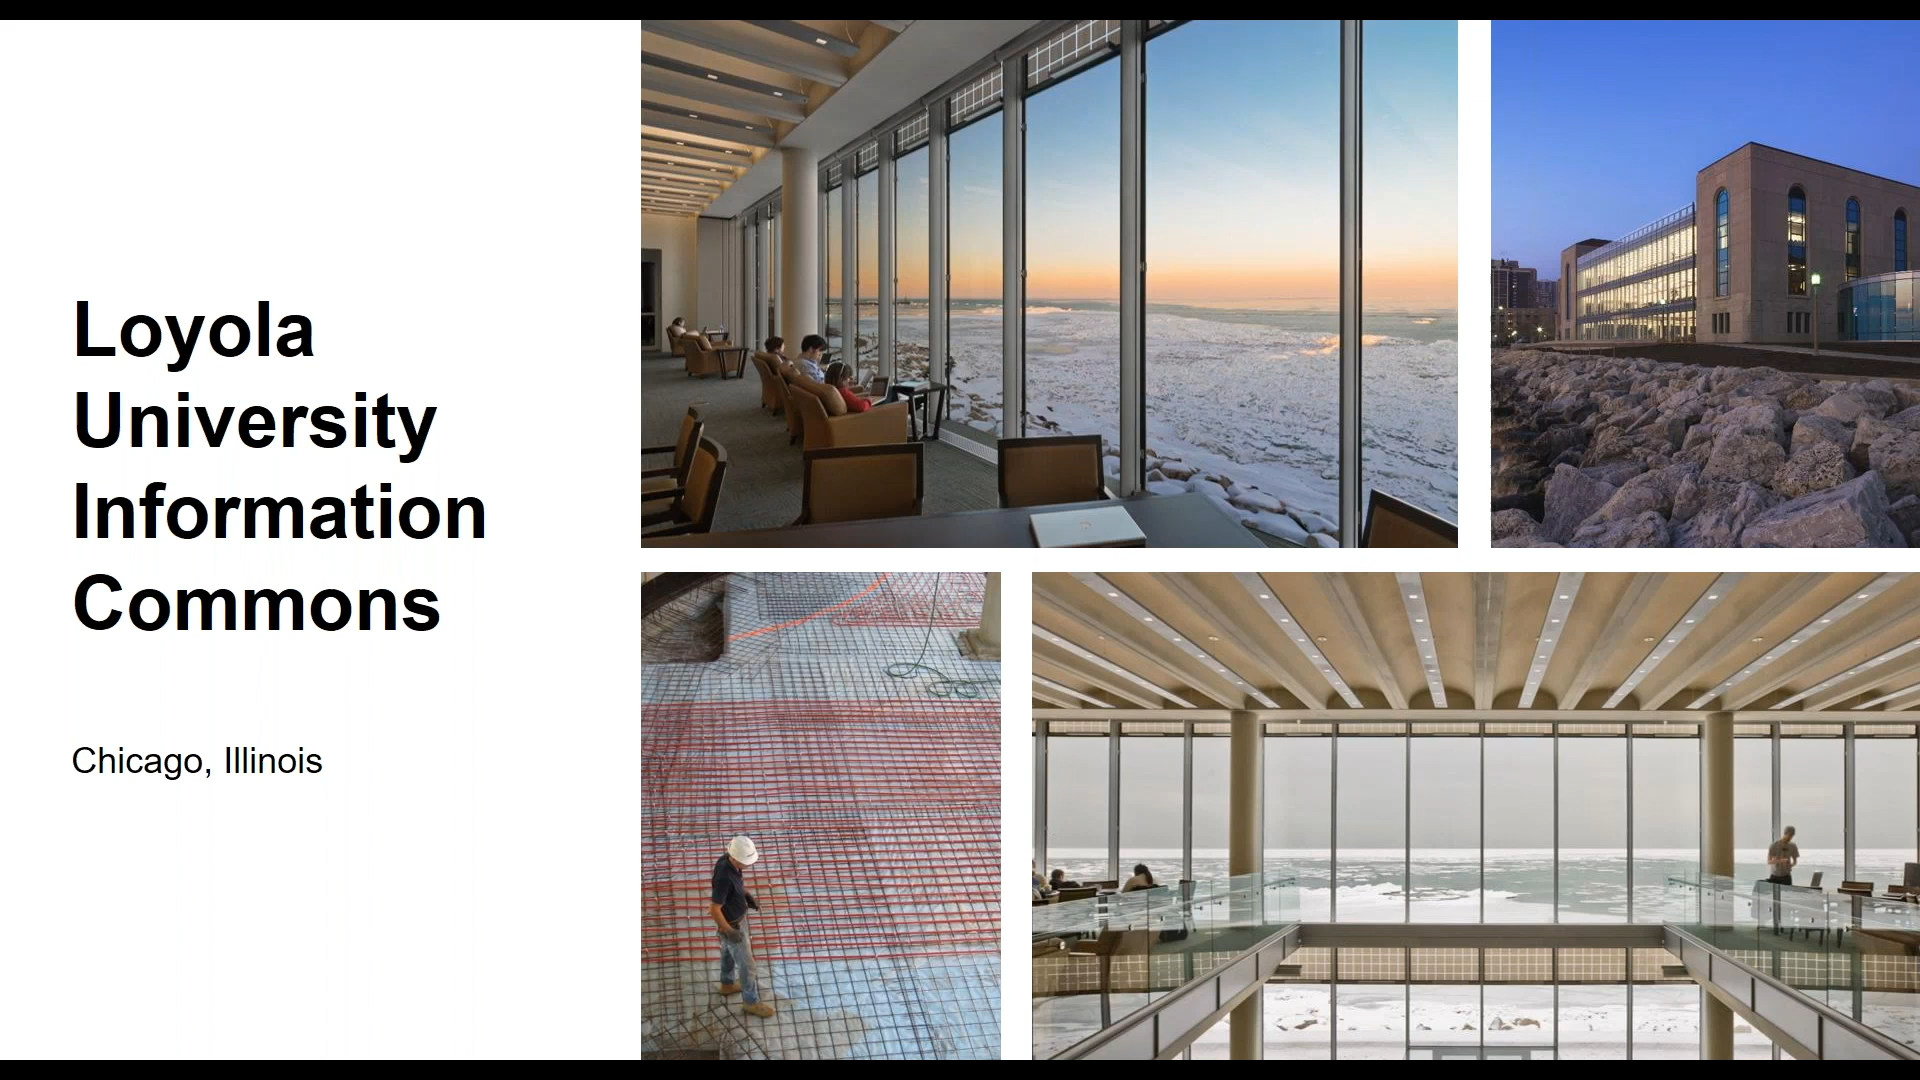 Loyola
University
Information
Commons
Chicago, Illinois